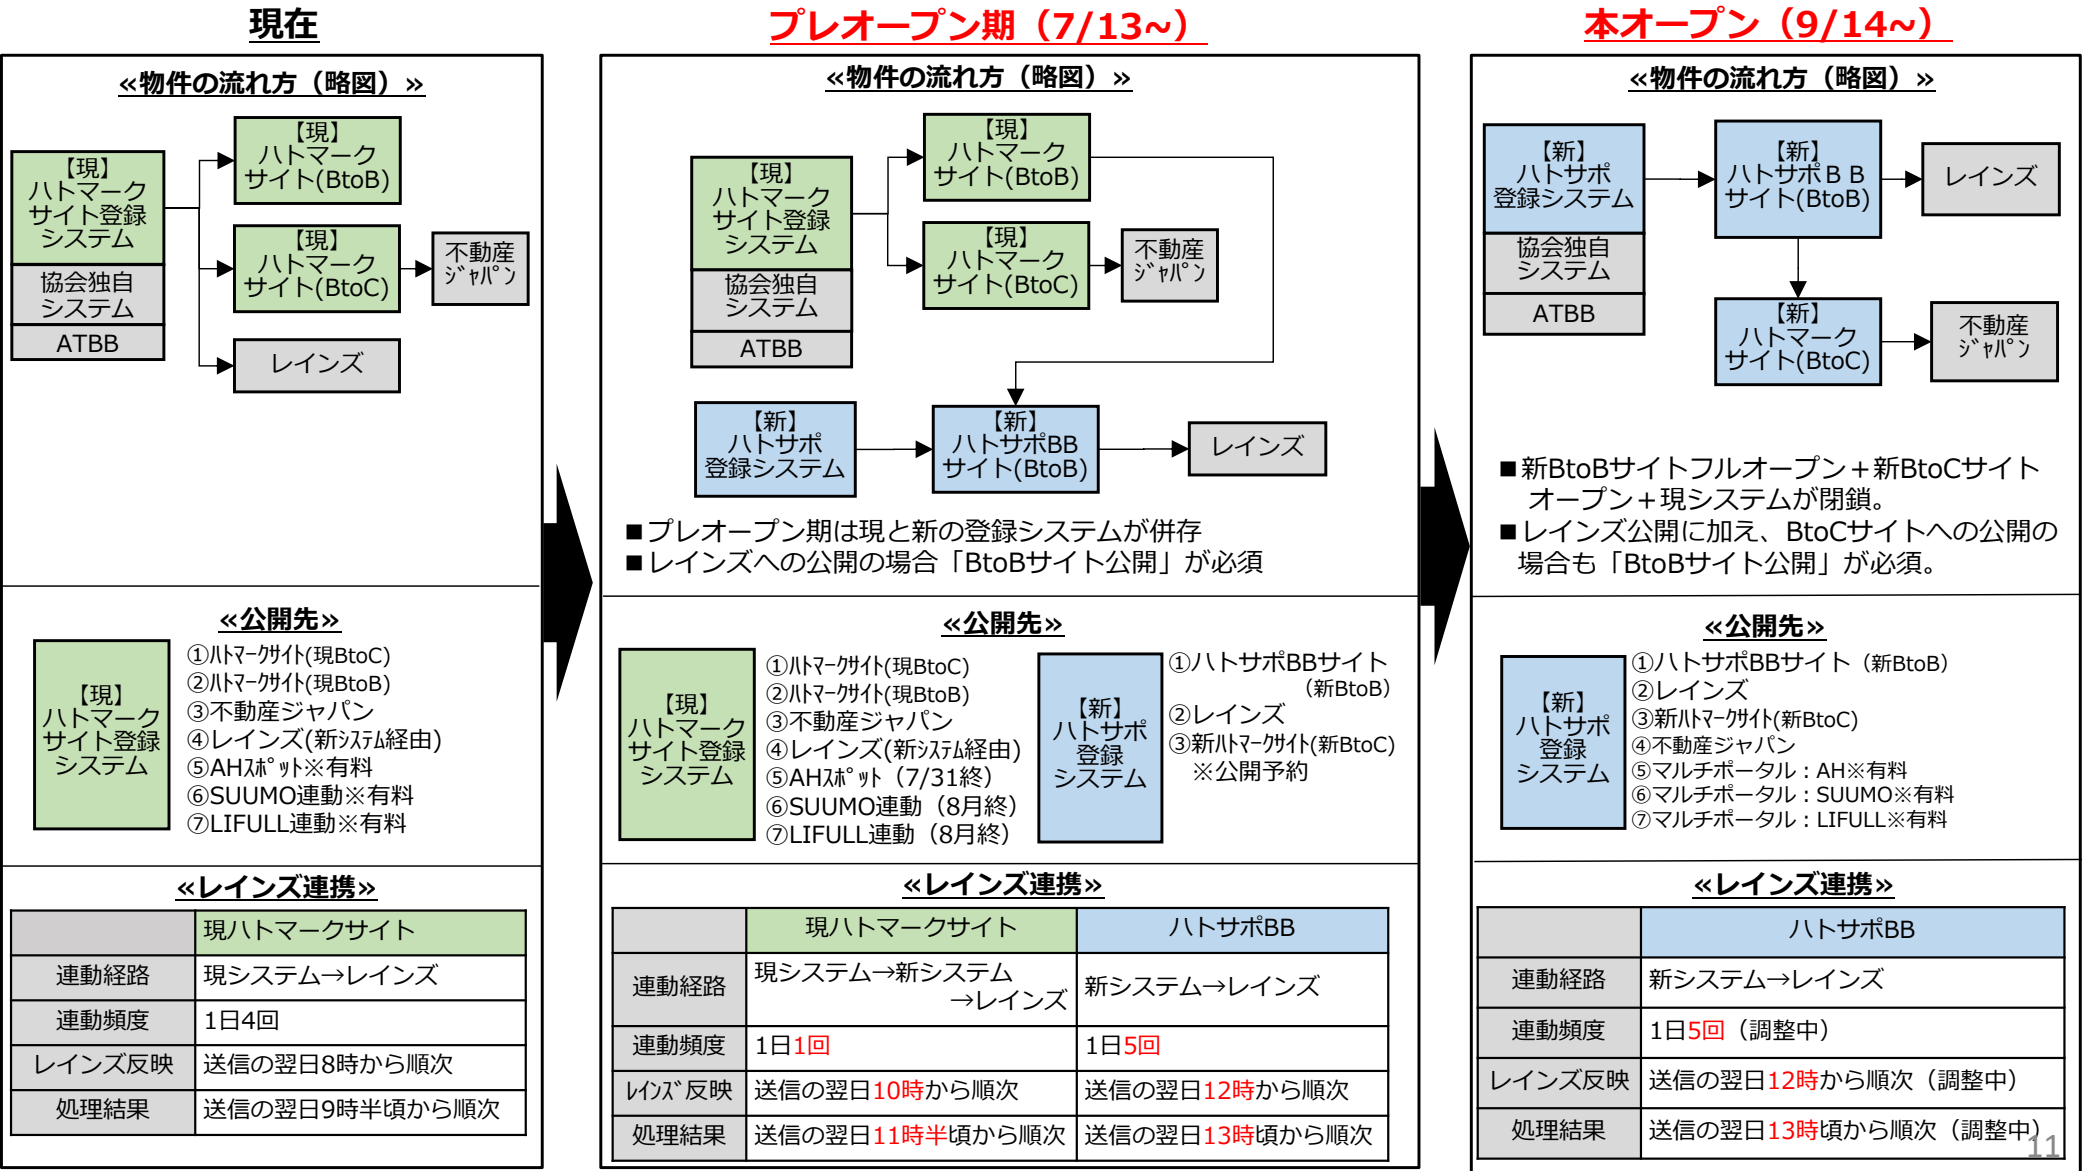 現在
≪物件の流れ方（略図）≫
【現】
ハトマーク
サイト登録
システム
協会独自
システム
ATBB
【現】
ハトマーク
サイト(BtoB)
【現】
ハトマーク
サイト(BtoC)
不動産
ｼﾞｬﾊﾟﾝ
レインズ
≪公開先≫
【現】
ハトマーク
サイト登録
システム
①ﾊﾄﾏｰｸｻｲﾄ(現BtoC)
②ﾊﾄﾏｰｸｻｲﾄ(現BtoB)
③不動産ジャパン
④レインズ(新ｼｽﾃﾑ経由)
⑤AHｽﾎﾟｯﾄ※有料
⑥SUUMO連動※有料
⑦LIFULL連動※有料
≪レインズ連携≫
現ハトマークサイト
連動経路 現システム→レインズ
連動頻度 1日4回
レインズ反映 送信の翌日8時から順次
処理結果 送信の翌日9時半頃から順次
プレオープン期（7/13~）
≪物件の流れ方（略図）≫
【現】
ハトマーク
サイト登録
システム
協会独自
システム
ATBB
【現】
ハトマーク
サイト(BtoB)
【現】
ハトマーク
サイト(BtoC)
不動産
ｼﾞｬﾊﾟﾝ
【新】
ハトサポ
登録システム
【新】
ハトサポBB
サイト(BtoB)
レインズ
■プレオープン期は現と新の登録システムが併存
■レインズへの公開の場合「BtoBサイト公開」が必須
≪公開先≫
【現】
ハトマーク
サイト登録
システム
①ﾊﾄﾏｰｸｻｲﾄ(現BtoC)
②ﾊﾄﾏｰｸｻｲﾄ(現BtoB)
③不動産ジャパン
④レインズ(新ｼｽﾃﾑ経由)
⑤AHｽﾎﾟｯﾄ（7/31終）
⑥SUUMO連動（8月終）
⑦LIFULL連動（8月終）
【新】
ハトサポ
登録
システム
①ハトサポBBサイト
（新BtoB）
②レインズ
③新ﾊﾄﾏｰｸｻｲﾄ(新BtoC)
※公開予約
≪レインズ連携≫
現ハトマークサイト ハトサポBB
連動経路 現システム→新システム
→レインズ 新システム→レインズ
連動頻度 1日1回 1日5回
ﾚｲﾝｽﾞ反映 送信の翌日10時から順次 送信の翌日12時から順次
処理結果 送信の翌日11時半頃から順次 送信の翌日13時頃から順次
本オープン（9/14~）
≪物件の流れ方（略図）≫
【新】
ハトサポ
登録システム
協会独自
システム
ATBB
【新】
ハトサポＢＢ
サイト(BtoB)
レインズ
【新】
ハトマーク
サイト(BtoC)
不動産
ｼﾞｬﾊﾟﾝ
■新BtoBサイトフルオープン＋新BtoCサイト
オープン＋現システムが閉鎖。
■レインズ公開に加え、BtoCサイトへの公開の
場合も「BtoBサイト公開」が必須。
≪公開先≫
【新】
ハトサポ
登録
システム
①ハトサポBBサイト（新BtoB）
②レインズ
③新ﾊﾄﾏｰｸｻｲﾄ(新BtoC)
④不動産ジャパン
⑤マルチポータル：AH※有料
⑥マルチポータル：SUUMO※有料
⑦マルチポータル：LIFULL※有料
≪レインズ連携≫
ハトサポBB
連動経路 新システム→レインズ
連動頻度 1日5回（調整中）
レインズ反映 送信の翌日12時から順次（調整中）
処理結果 送信の翌日13時頃から順次（調整中）
11